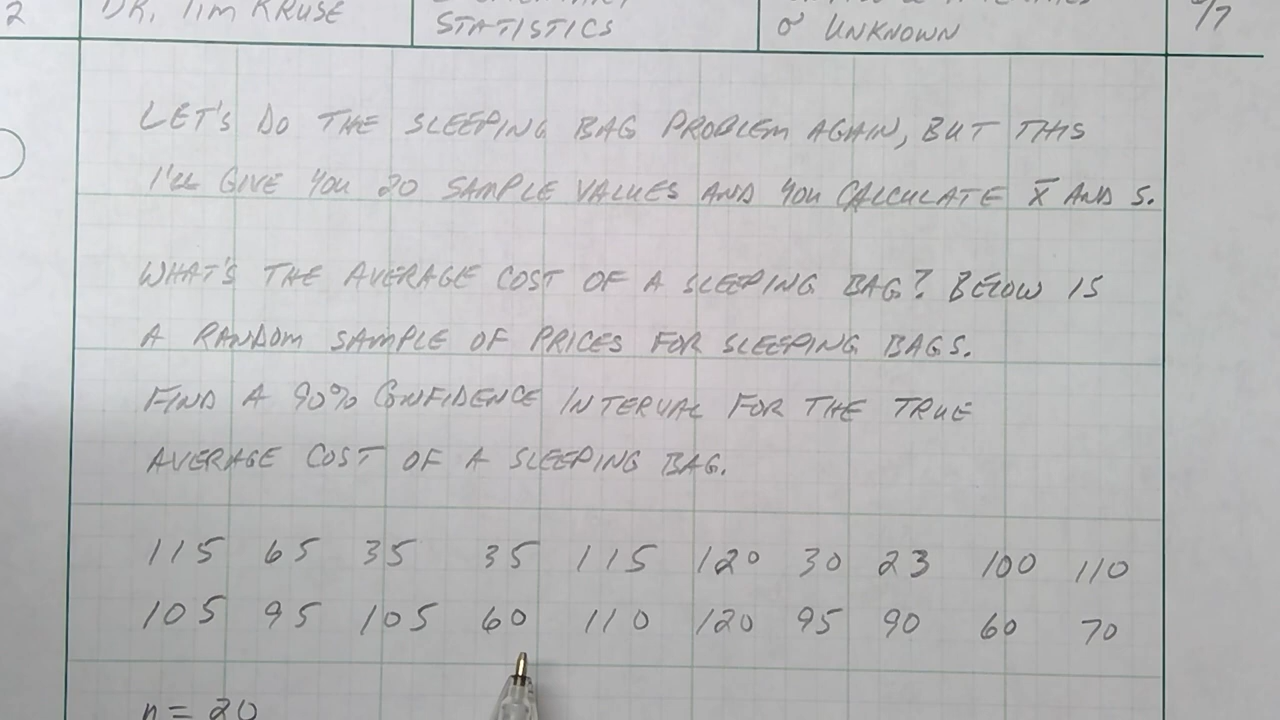 2 DR. TIM KRUSE STATISTICS σ UNKNOWN /7
LET'S DO THE SLEEPING BAG PROBLEM AGAIN, BUT THIS
I'LL GIVE YOU 20 SAMPLE VALUES AND YOU CALCULATE x̄ AND S.
WHAT'S THE AVERAGE COST OF A SLEEPING BAG? BELOW IS
A RANDOM SAMPLE OF PRICES FOR SLEEPING BAGS.
FIND A 90% CONFIDENCE INTERVAL FOR THE TRUE
AVERAGE COST OF A SLEEPING BAG.
115 65 35 35 115 120 30 23 100 110
105 95 105 60 110 120 95 90 60 70
n = 20